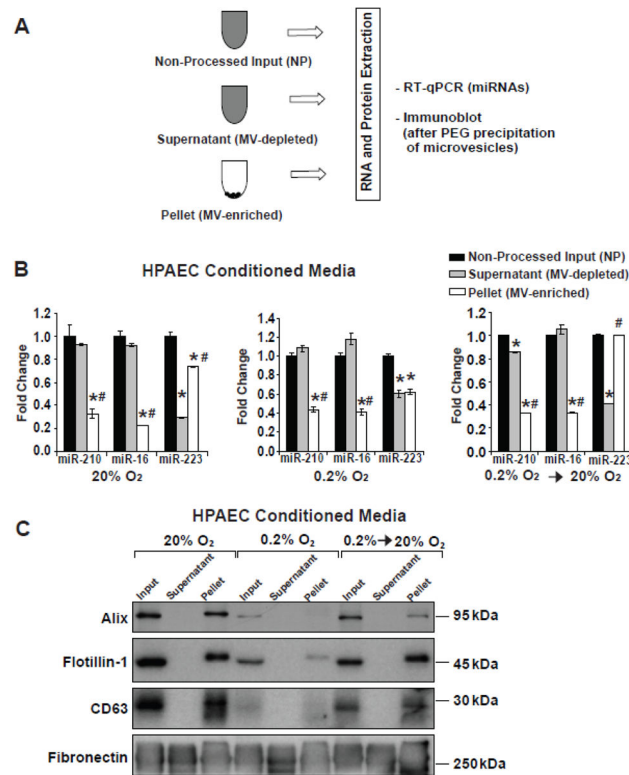 A
Non-Processed Input (NP)
Supernatant (MV-depleted)
Pellet (MV-enriched)
RNA and Protein Extraction
- RT-qPCR (miRNAs)
- Immunoblot
(after PEG precipitation
of microvesicles)
B
HPAEC Conditioned Media
Non-Processed Input (NP)
Supernatant (MV-depleted)
Pellet (MV-enriched)
Fold Change
1.2
1.0
0.8
0.6
0.4
0.2
0
*#
*#
*
*#
miR-210 miR-16 miR-223
20% O₂
Fold Change
1.4
1.2
1.0
0.8
0.6
0.4
0.2
0
*#
*#
**
miR-210 miR-16 miR-223
0.2% O₂
Fold Change
1.2
1.0
0.8
0.6
0.4
0.2
0
*
*#
*#
*
#
miR-210 miR-16 miR-223
0.2% O₂ → 20% O₂
C
HPAEC Conditioned Media
20% O₂ 0.2% O₂ 0.2%→20% O₂
Input Supernatant Pellet Input Supernatant Pellet Input Supernatant Pellet
Alix 95 kDa
Flotillin-1 45 kDa
CD63 30 kDa
Fibronectin 250 kDa